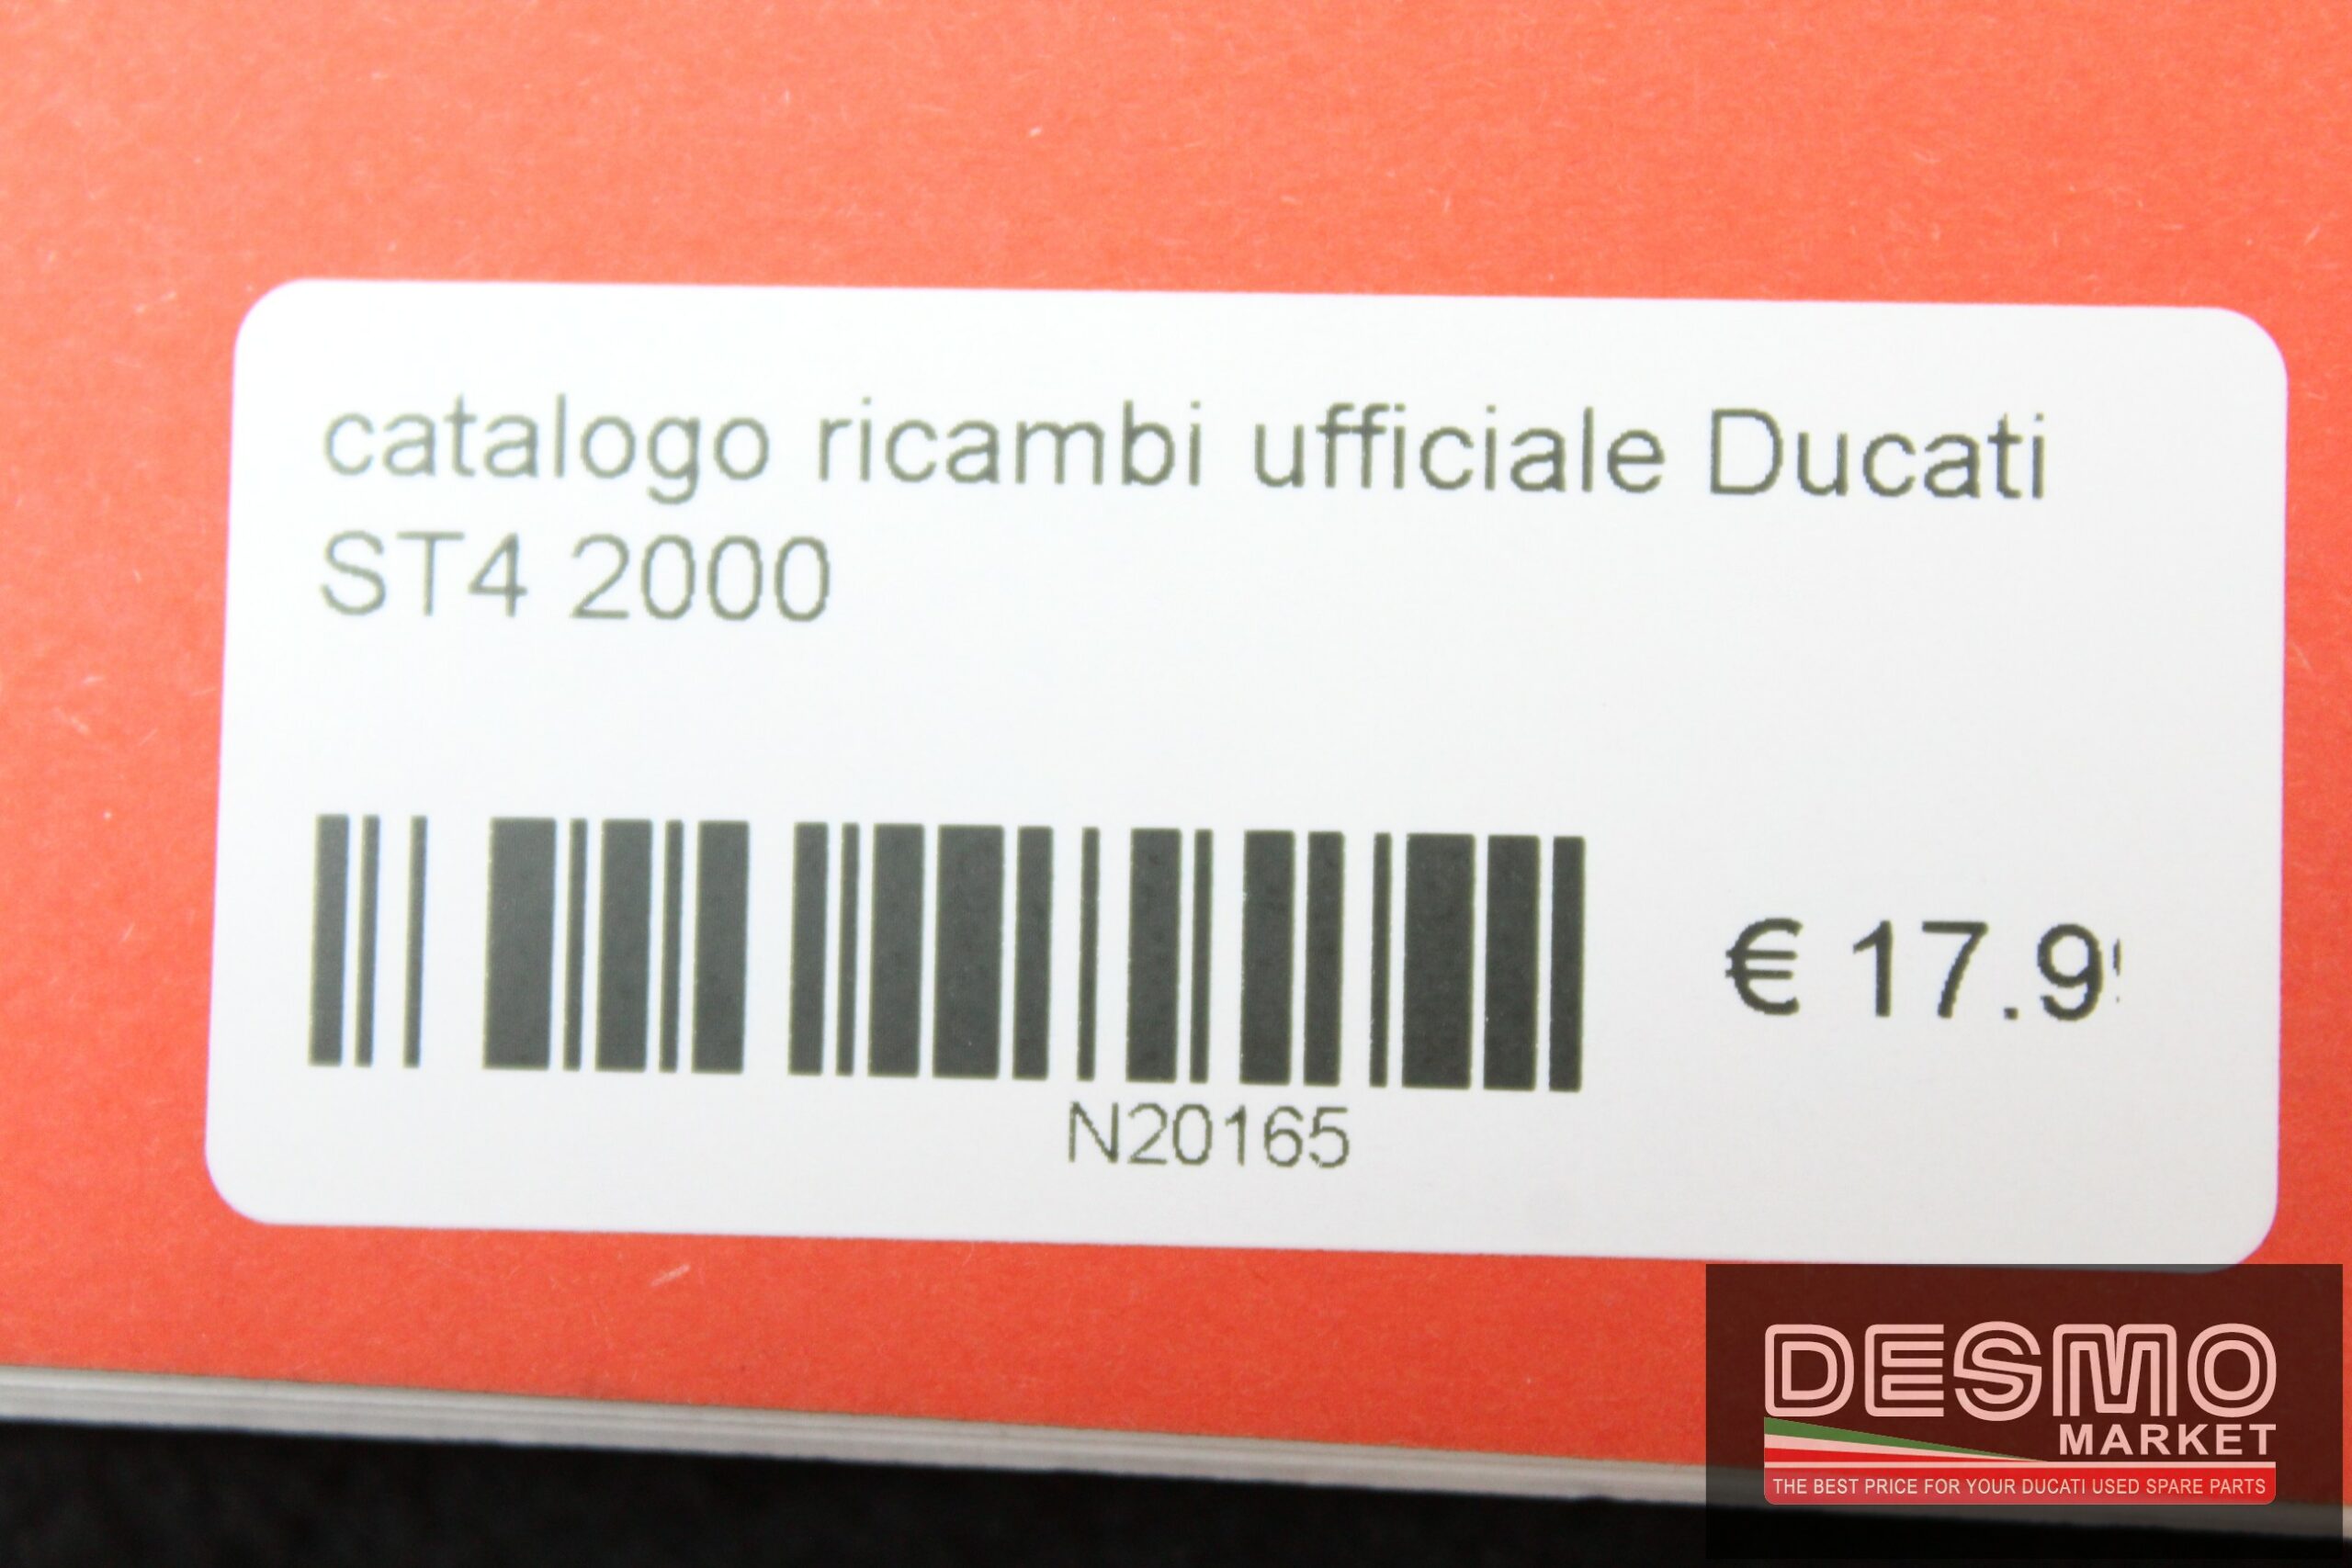 catalogo ricambi ufficiale Ducati
ST4 2000
€ 17.9
N20165
DESMO
MARKET
THE BEST PRICE FOR YOUR DUCATI USED SPARE PARTS